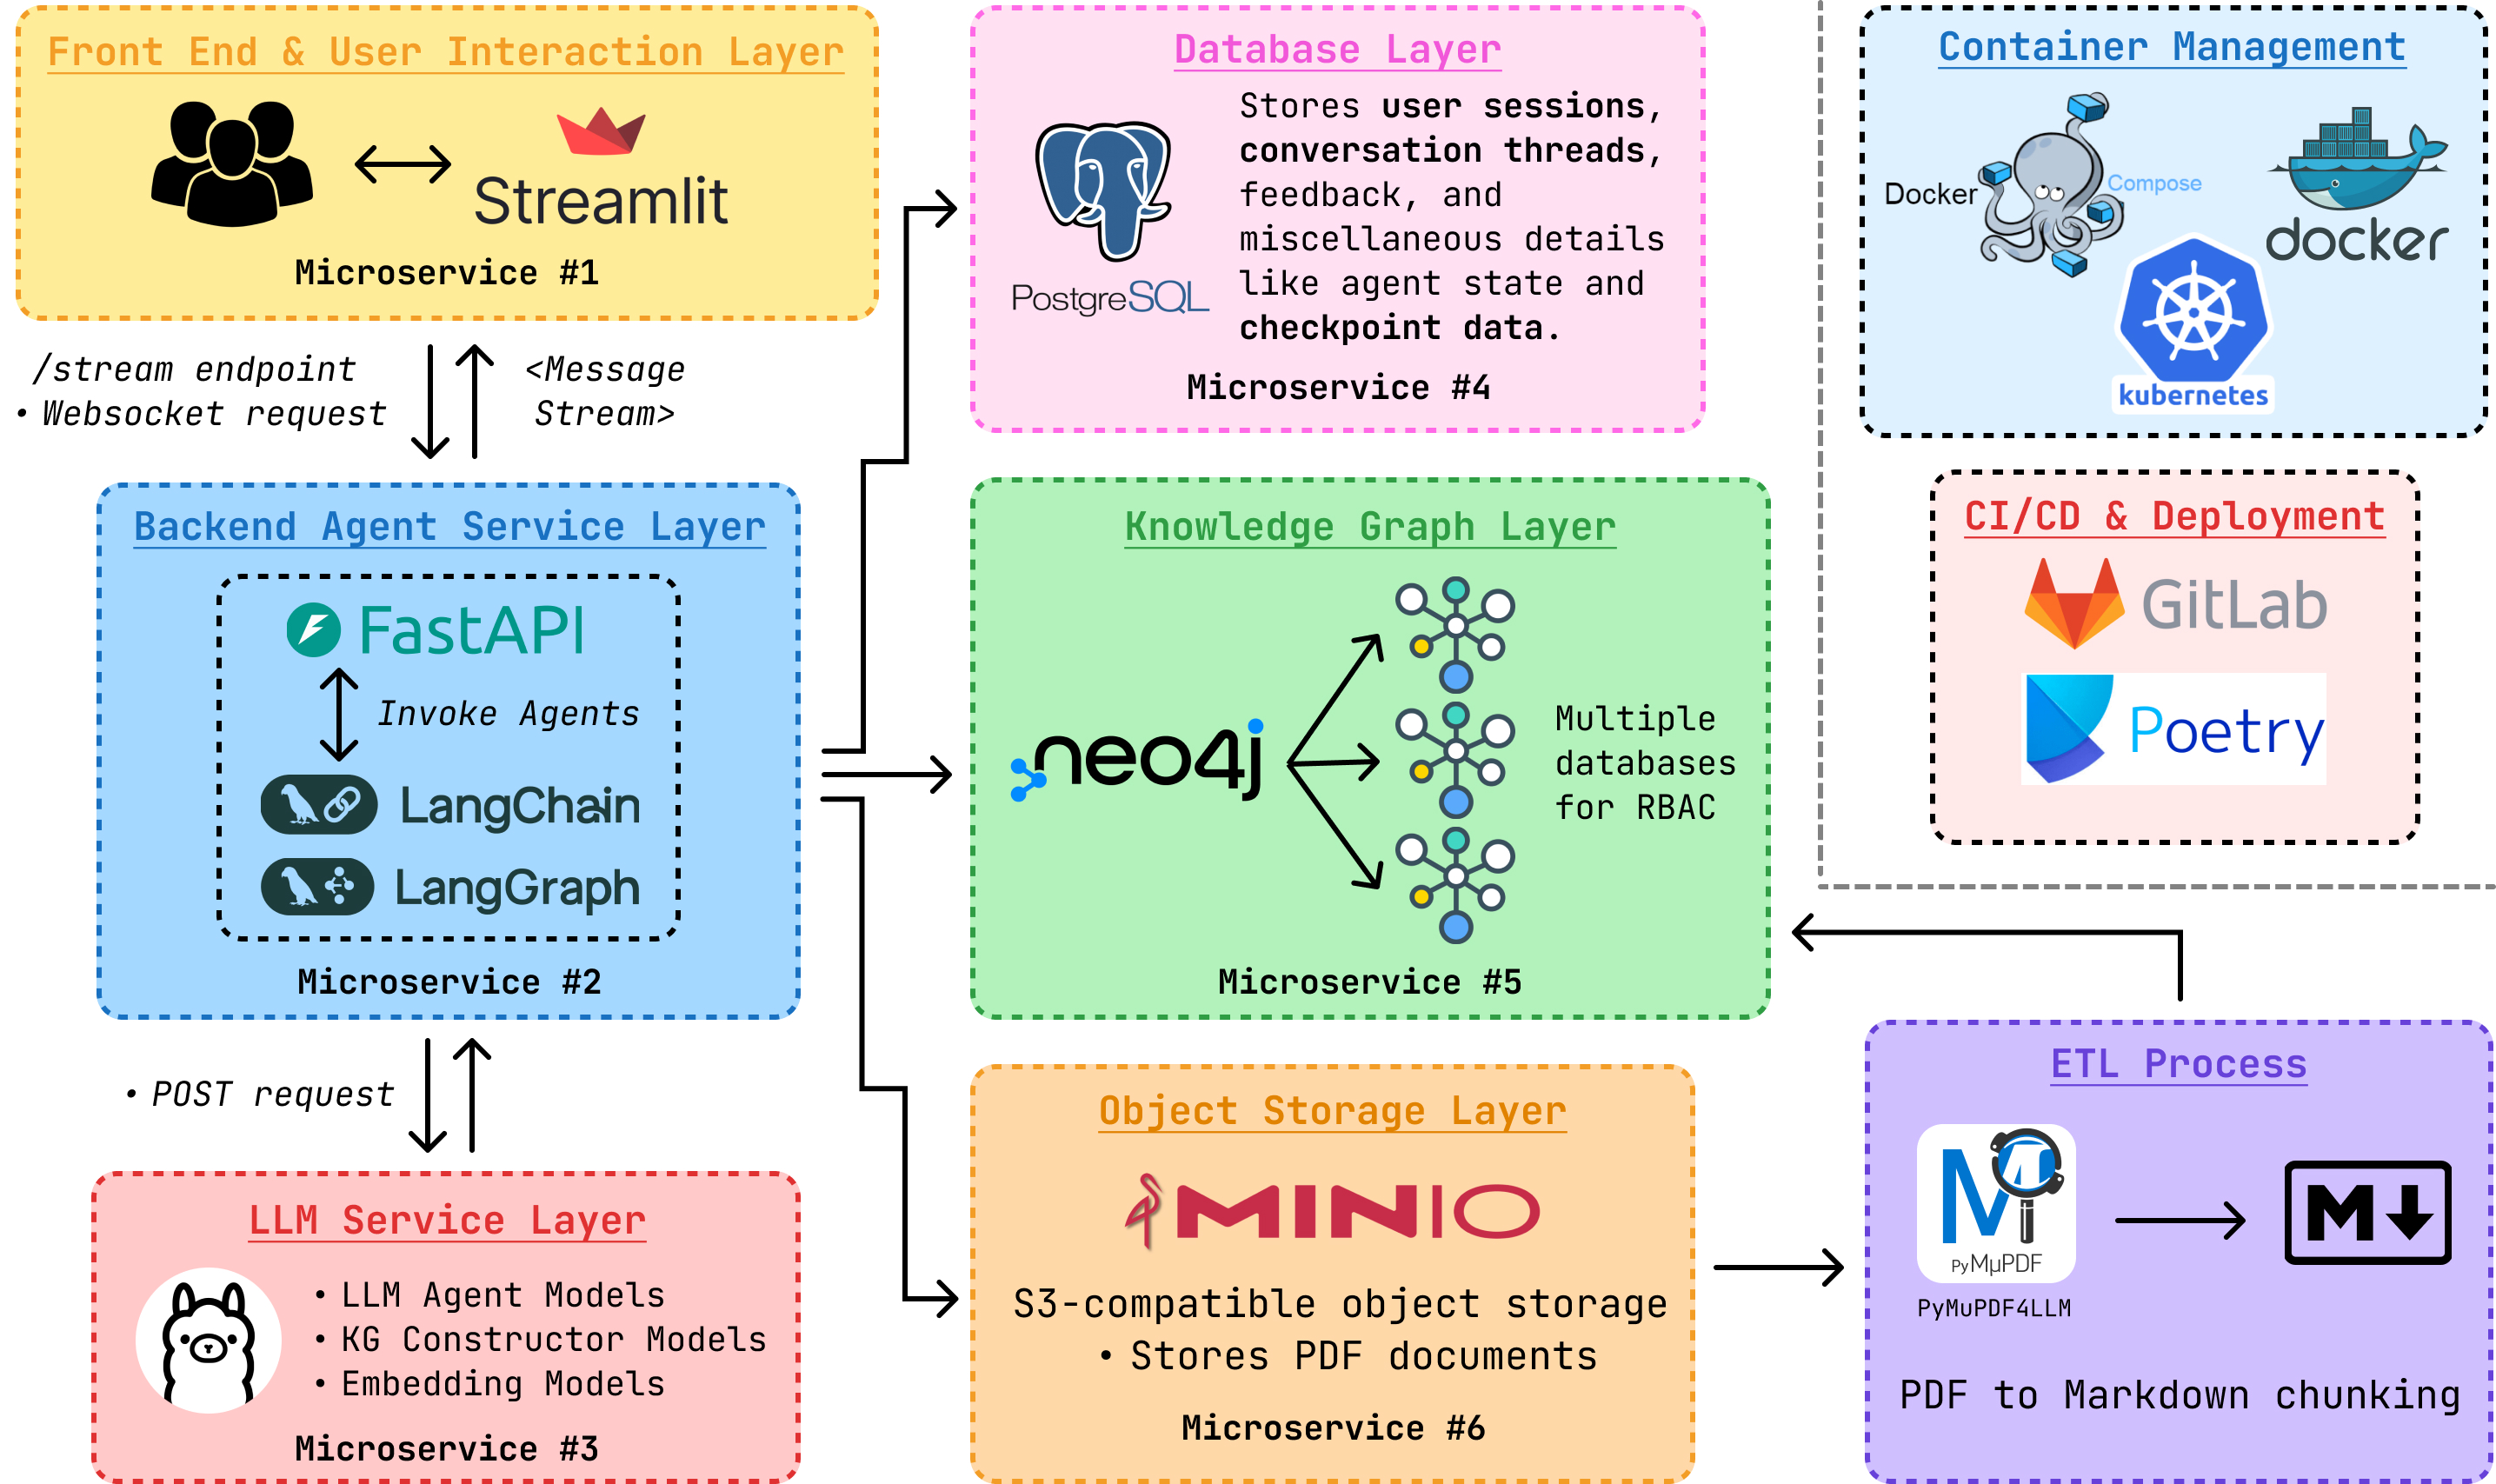 Front End & User Interaction Layer
Streamlit
Microservice #1
/stream endpoint
• Websocket request
<Message
Stream>
Backend Agent Service Layer
FastAPI
Invoke Agents
LangChain
LangGraph
Microservice #2
• POST request
LLM Service Layer
• LLM Agent Models
• KG Constructor Models
• Embedding Models
Microservice #3
Database Layer
PostgreSQL
Stores user sessions,
conversation threads,
feedback, and
miscellaneous details
like agent state and
checkpoint data.
Microservice #4
Knowledge Graph Layer
neo4j
Multiple
databases
for RBAC
Microservice #5
Object Storage Layer
MINIO
S3-compatible object storage
• Stores PDF documents
Microservice #6
Container Management
Docker Compose
docker
kubernetes
CI/CD & Deployment
GitLab
Poetry
ETL Process
M
PyMuPDF
PyMuPDF4LLM
M
PDF to Markdown chunking